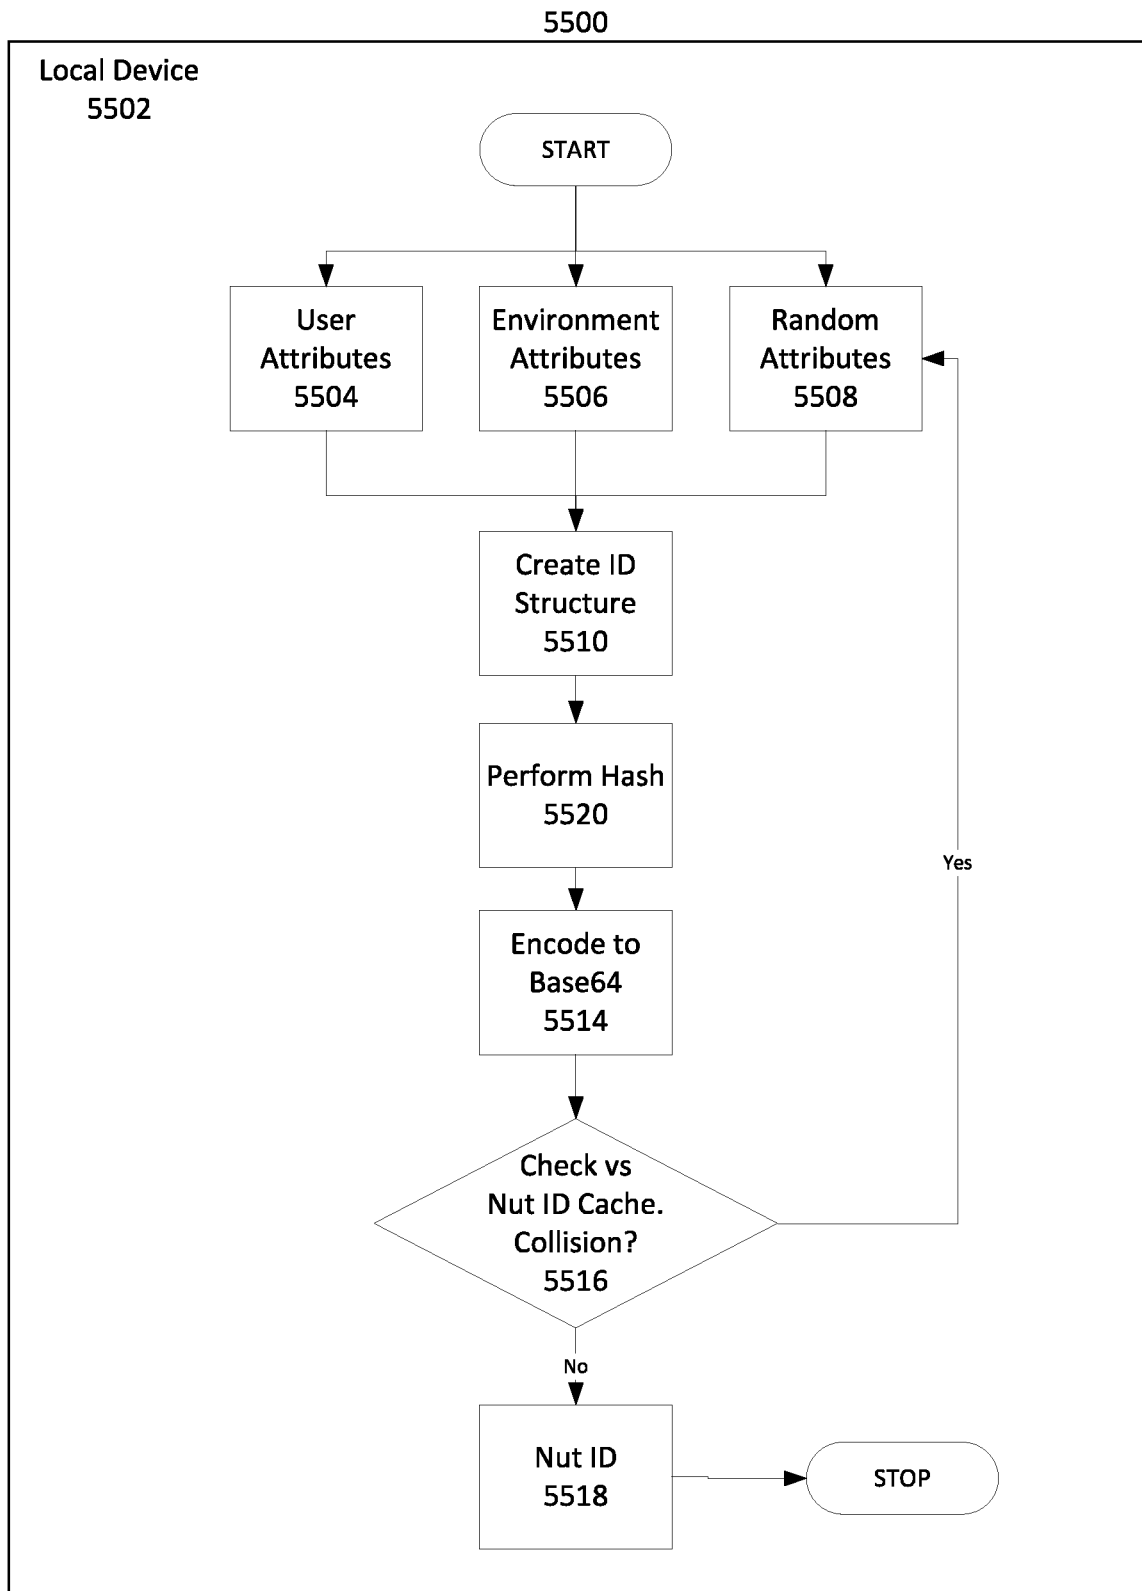 5500
Local Device
5502
START
User
Attributes
5504
Environment
Attributes
5506
Random
Attributes
5508
Create ID
Structure
5510
Perform Hash
5520
Yes
Encode to
Base64
5514
Check vs
Nut ID Cache.
Collision?
5516
No
Nut ID
5518
STOP